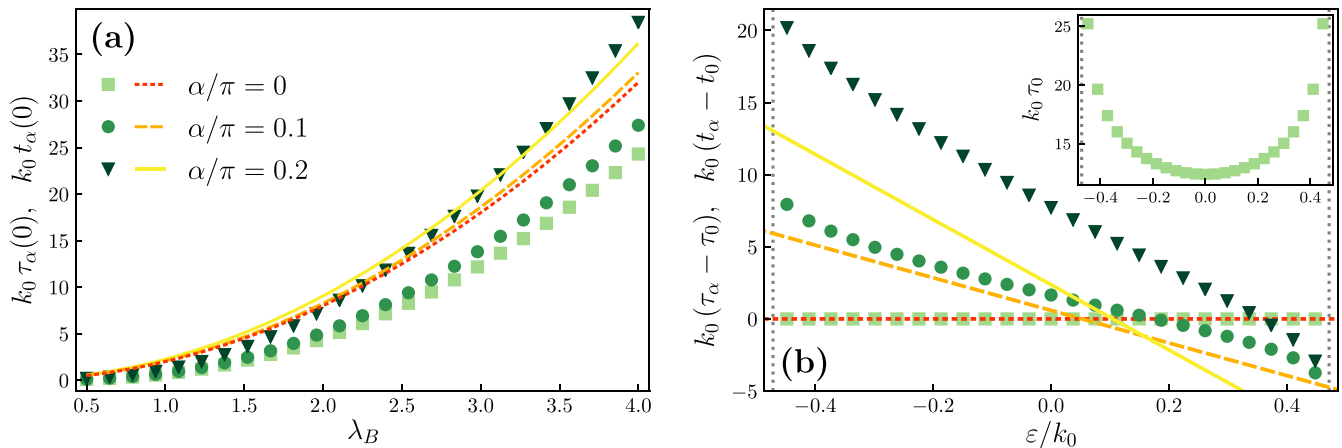 (a)
k₀ τ_α(0), k₀ t_α(0)
35
30
25
20
15
10
5
0
α/π = 0
α/π = 0.1
α/π = 0.2
0.5 1.0 1.5 2.0 2.5 3.0 3.5 4.0
λ_B
(b)
k₀ (τ_α − τ₀), k₀ (t_α − t₀)
20
15
10
5
0
−5
−0.4 −0.2 0.0 0.2 0.4
ε/k₀
k₀ τ₀
25
20
15
−0.4 −0.2 0.0 0.2 0.4